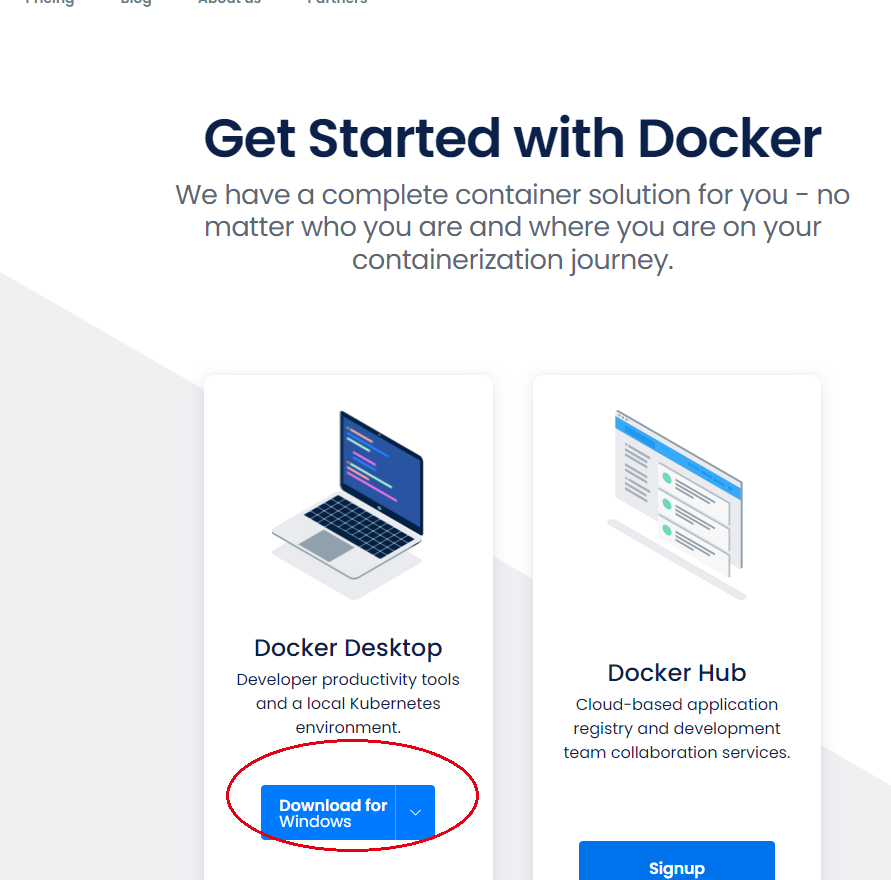 Pricing Blog About us Partners
Get Started with Docker
We have a complete container solution for you - no
matter who you are and where you are on your
containerization journey.
Docker Desktop
Developer productivity tools
and a local Kubernetes
environment.
Download for
Windows
Docker Hub
Cloud-based application
registry and development
team collaboration services.
Signup